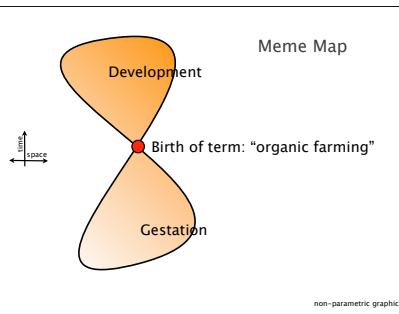 Meme Map
Development
time
space
Birth of term: “organic farming”
Gestation
non-parametric graphic